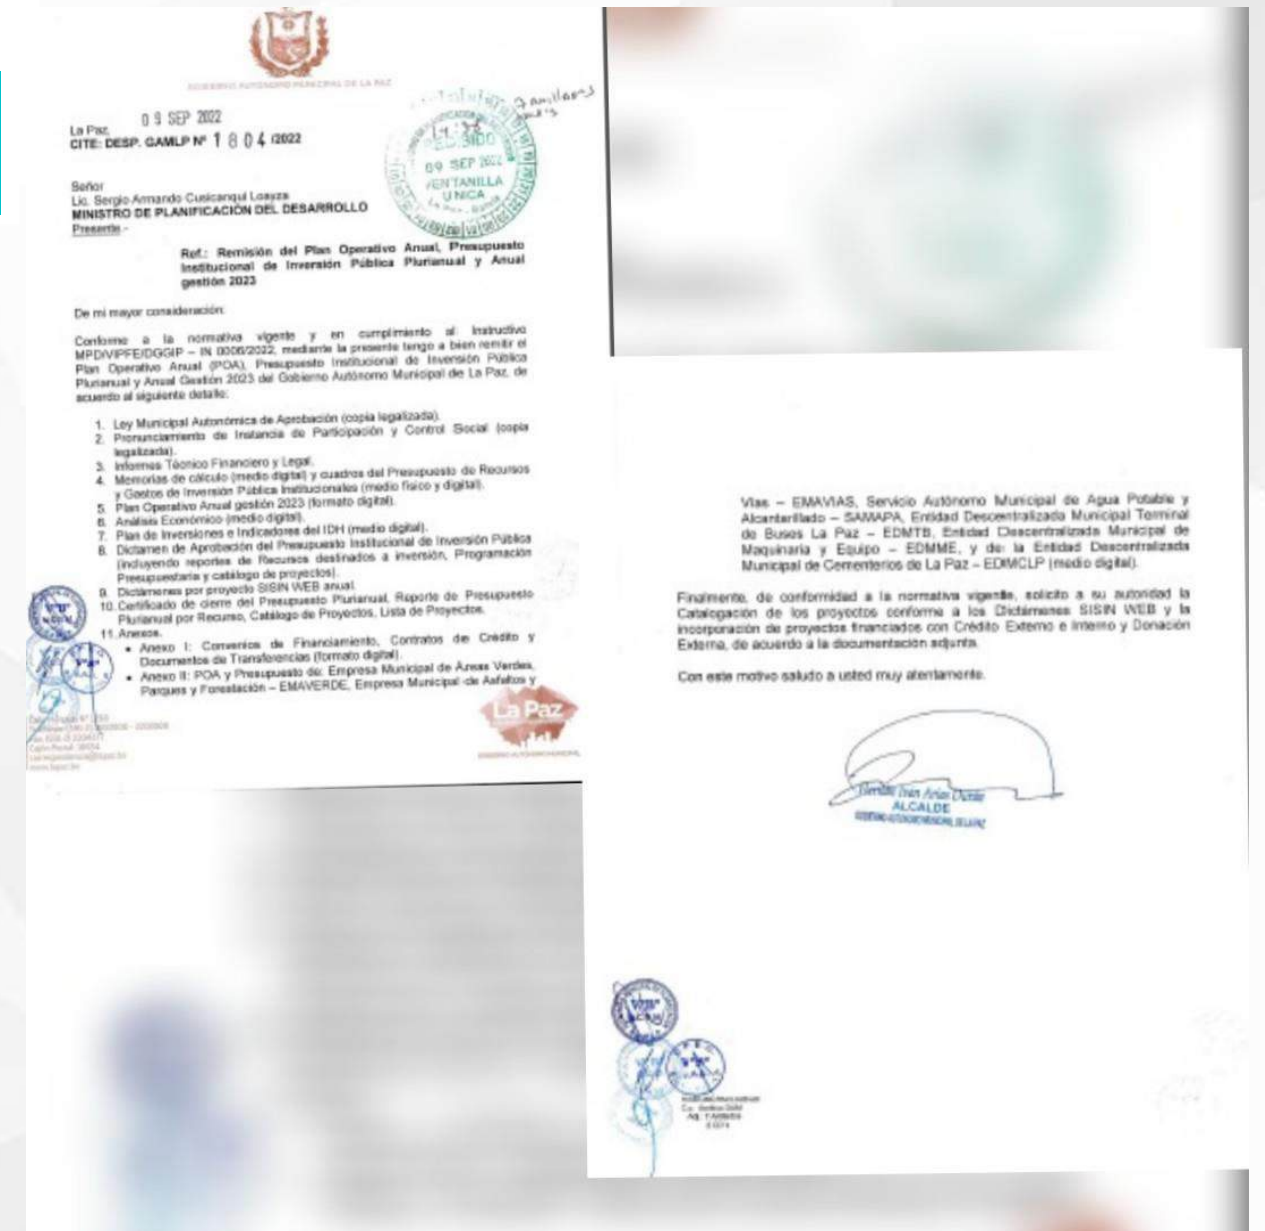 GOBIERNO AUTÓNOMO MUNICIPAL DE LA PAZ
La Paz, 09 SEP 2022
CITE: DESP. GAMLP Nº 1804/2022
RECIBIDO
09 SEP 2022
VENTANILLA
UNICA
La Paz - Bolivia
Señor
Lic. Sergio Armando Cusicanqui Loayza
MINISTRO DE PLANIFICACIÓN DEL DESARROLLO
Presente.-
Ref.: Remisión del Plan Operativo Anual, Presupuesto
Institucional de Inversión Pública Plurianual y Anual
gestión 2023
De mi mayor consideración:
Conforme a la normativa vigente y en cumplimiento al Instructivo
MPD/VIPFE/DGGIP – IN 0006/2022, mediante la presente tengo a bien remitir el
Plan Operativo Anual (POA), Presupuesto Institucional de Inversión Pública
Plurianual y Anual Gestión 2023 del Gobierno Autónomo Municipal de La Paz, de
acuerdo al siguiente detalle:
1. Ley Municipal Autonómica de Aprobación (copia legalizada).
2. Pronunciamiento de Instancia de Participación y Control Social (copia
legalizada).
3. Informes Técnico Financiero y Legal.
4. Memorias de cálculo (medio digital) y cuadros del Presupuesto de Recursos
y Gastos de Inversión Pública Institucionales (medio físico y digital).
5. Plan Operativo Anual gestión 2023 (formato digital).
6. Análisis Económico (medio digital).
7. Plan de Inversiones e Indicadores del IDH (medio digital).
8. Dictamen de Aprobación del Presupuesto Institucional de Inversión Pública
(incluyendo reportes de Recursos destinados a inversión, Programación
Presupuestaria y catálogo de proyectos).
9. Dictámenes por proyecto SISIN WEB anual.
10. Certificado de cierre del Presupuesto Plurianual, Reporte de Presupuesto
Plurianual por Recurso, Catálogo de Proyectos, Lista de Proyectos.
11. Anexos.
• Anexo I: Convenios de Financiamiento, Contratos de Crédito y
Documentos de Transferencias (formato digital).
• Anexo II: POA y Presupuesto de: Empresa Municipal de Áreas Verdes,
Parques y Forestación – EMAVERDE, Empresa Municipal de Asfaltos y
La Paz
Vías – EMAVIAS, Servicio Autónomo Municipal de Agua Potable y
Alcantarillado – SAMAPA, Entidad Descentralizada Municipal Terminal
de Buses La Paz – EDMTB, Entidad Descentralizada Municipal de
Maquinaria y Equipo – EDMME, y de la Entidad Descentralizada
Municipal de Cementerios de La Paz – EDIMCLP (medio digital).
Finalmente, de conformidad a la normativa vigente, solicito a su autoridad la
Catalogación de los proyectos conforme a los Dictámenes SISIN WEB y la
incorporación de proyectos financiados con Crédito Externo e Interno y Donación
Externa, de acuerdo a la documentación adjunta.
Con este motivo saludo a usted muy atentamente.
Iván Arias Durán
ALCALDE
GOBIERNO AUTÓNOMO MUNICIPAL DE LA PAZ